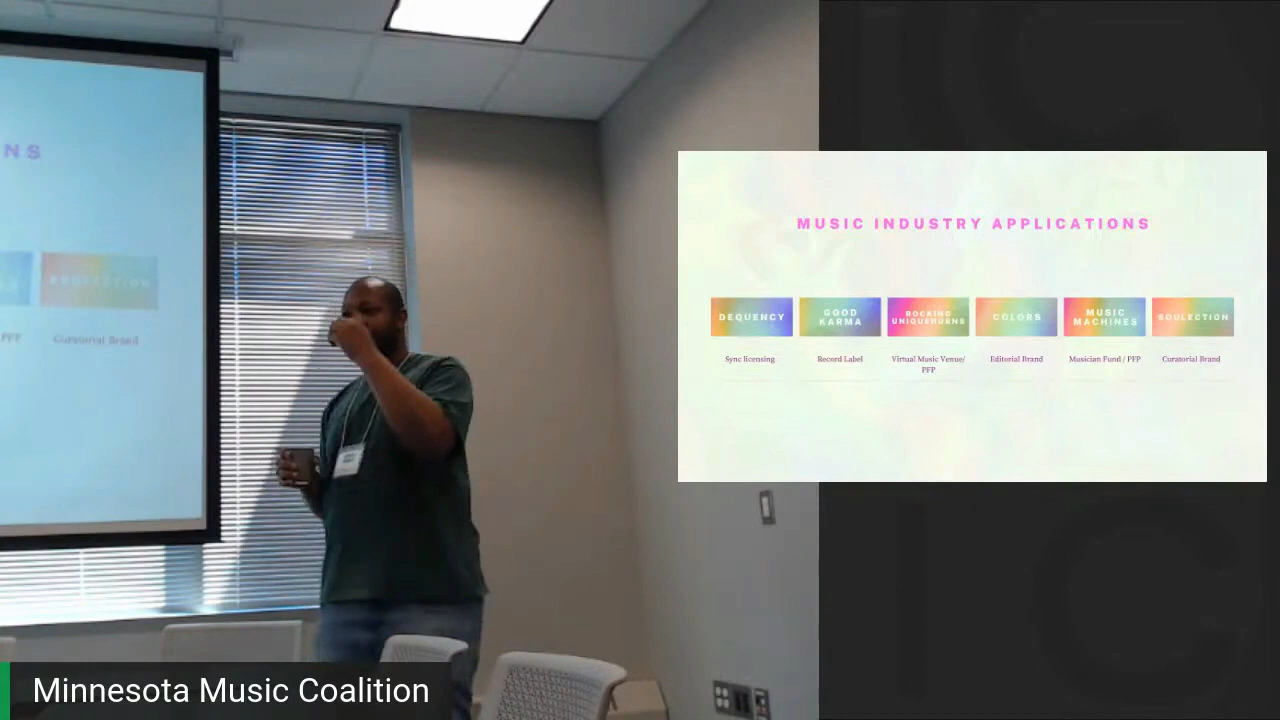 NS
PFP
Curatorial Brand
MUSIC INDUSTRY APPLICATIONS
DEQUENCY
GOOD
KARMA
ROCKING
UNIQUEHORNS
COLORS
MUSIC
MACHINES
SOULECTION
Sync licensing
Record Label
Virtual Music Venue/
PFP
Editorial Brand
Musician Fund / PFP
Curatorial Brand
Minnesota Music Coalition